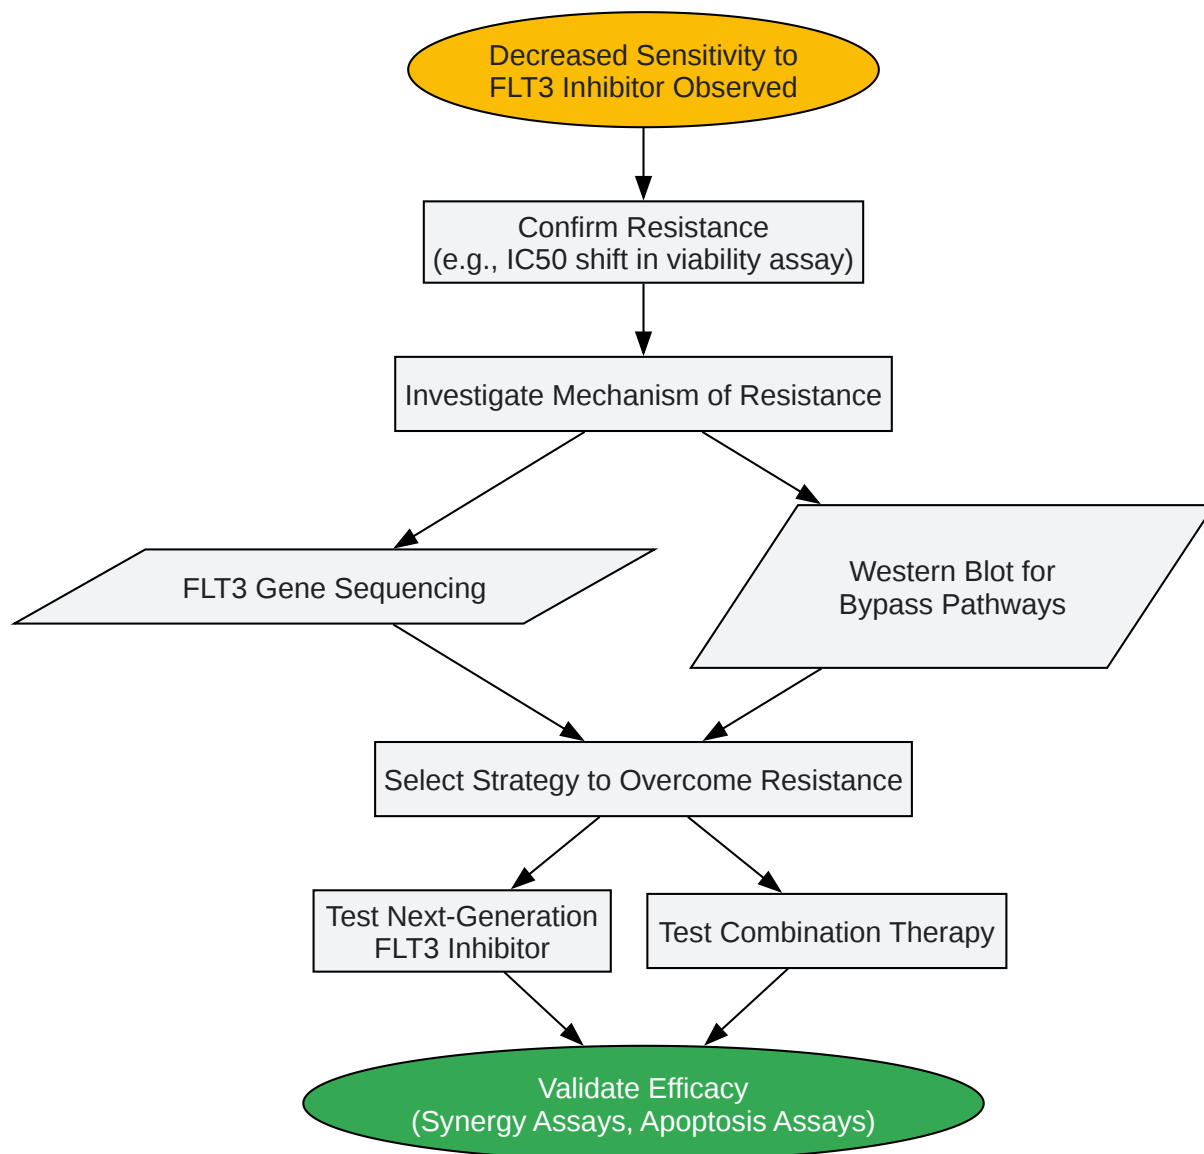 Decreased Sensitivity to
FLT3 Inhibitor Observed
Confirm Resistance
(e.g., IC50 shift in viability assay)
Investigate Mechanism of Resistance
FLT3 Gene Sequencing
Western Blot for
Bypass Pathways
Select Strategy to Overcome Resistance
Test Next-Generation
FLT3 Inhibitor
Test Combination Therapy
Validate Efficacy
(Synergy Assays, Apoptosis Assays)